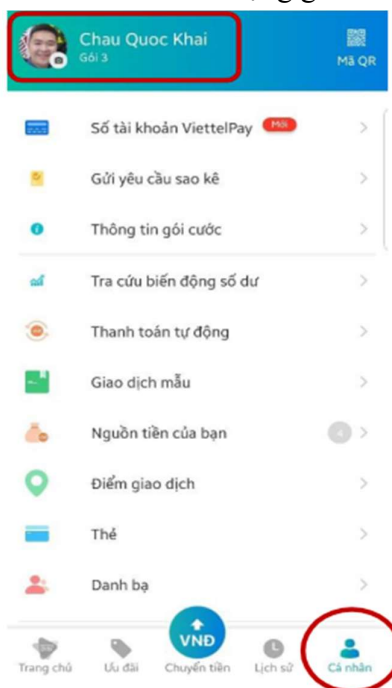 Chau Quoc Khai
Gói 3
Mã QR
Số tài khoản ViettelPay Mới
Gửi yêu cầu sao kê
Thông tin gói cước
Tra cứu biến động số dư
Thanh toán tự động
Giao dịch mẫu
Nguồn tiền của bạn 4
Điểm giao dịch
Thẻ
Danh bạ
VNĐ
Trang chủ Ưu đãi Chuyển tiền Lịch sử Cá nhân